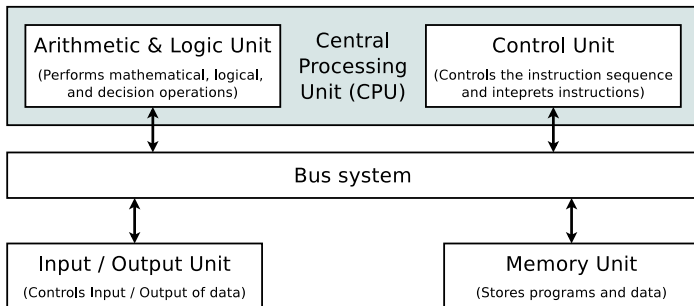 Arithmetic & Logic Unit
(Performs mathematical, logical,
and decision operations)
Central
Processing
Unit (CPU)
Control Unit
(Controls the instruction sequence
and inteprets instructions)
Bus system
Input / Output Unit
(Controls Input / Output of data)
Memory Unit
(Stores programs and data)